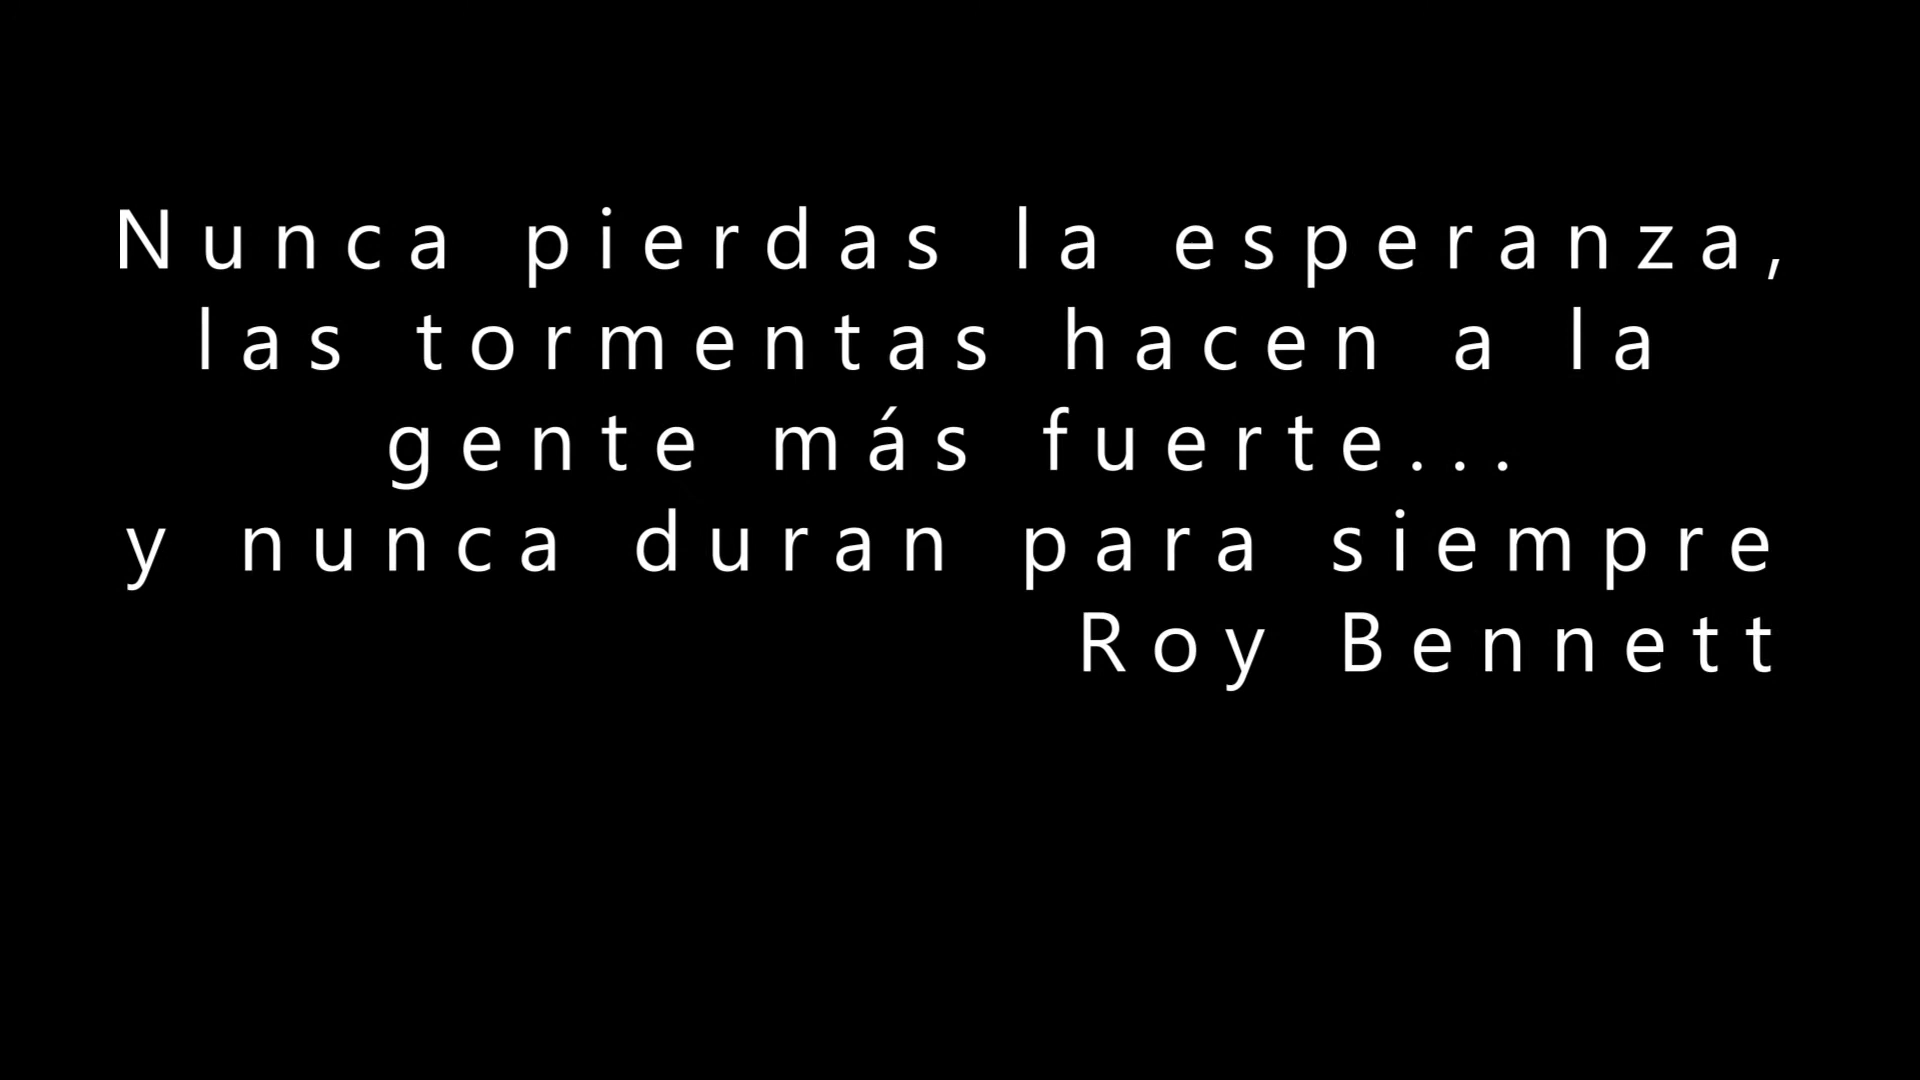 Nunca pierdas la esperanza,
las tormentas hacen a la
gente más fuerte...
y nunca duran para siempre
Roy Bennett